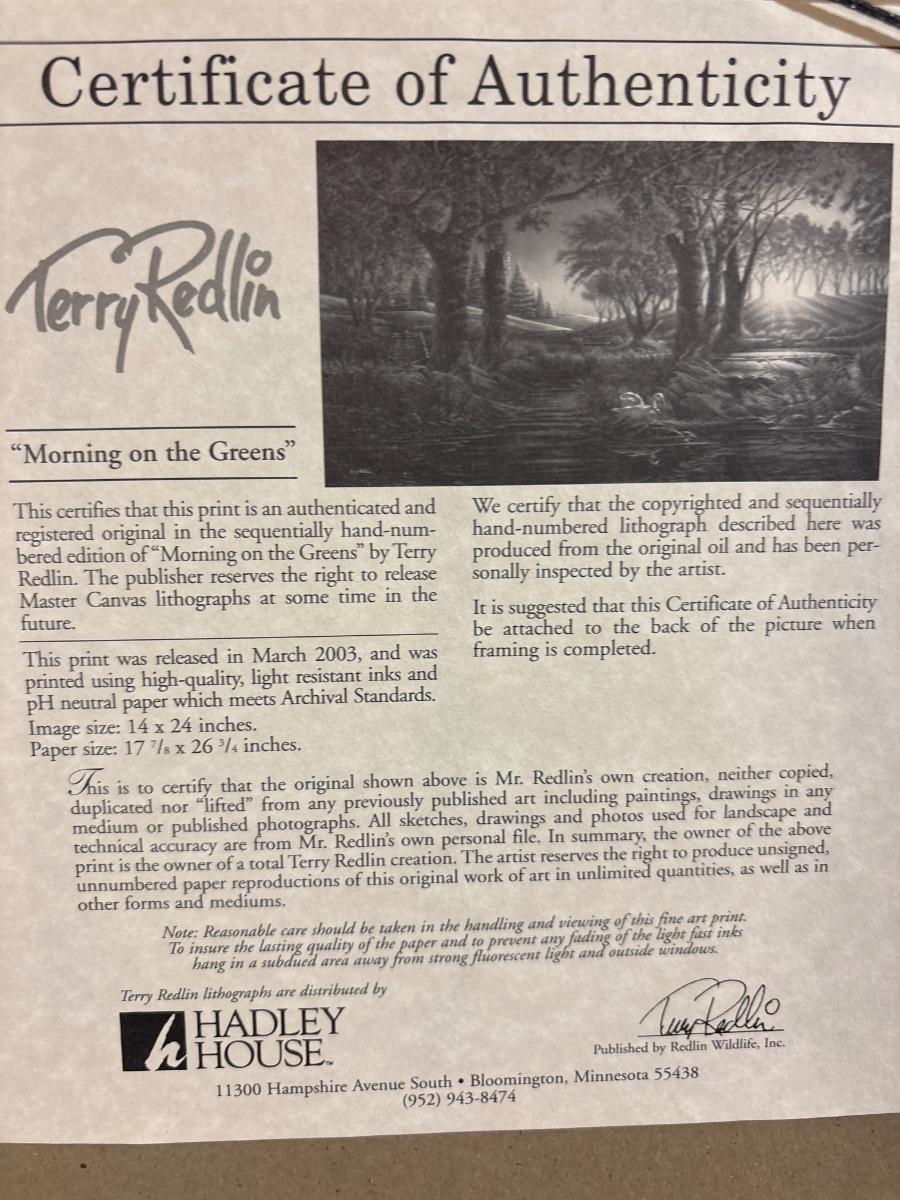 Certificate of Authenticity
Terry Redlin
“Morning on the Greens”
This certifies that this print is an authenticated and
registered original in the sequentially hand-num-
bered edition of “Morning on the Greens” by Terry
Redlin. The publisher reserves the right to release
Master Canvas lithographs at some time in the
future.
This print was released in March 2003, and was
printed using high-quality, light resistant inks and
pH neutral paper which meets Archival Standards.
Image size: 14 x 24 inches.
Paper size: 17 7/8 x 26 3/4 inches.
We certify that the copyrighted and sequentially
hand-numbered lithograph described here was
produced from the original oil and has been per-
sonally inspected by the artist.
It is suggested that this Certificate of Authenticity
be attached to the back of the picture when
framing is completed.
This is to certify that the original shown above is Mr. Redlin’s own creation, neither copied,
duplicated nor “lifted” from any previously published art including paintings, drawings in any
medium or published photographs. All sketches, drawings and photos used for landscape and
technical accuracy are from Mr. Redlin’s own personal file. In summary, the owner of the above
print is the owner of a total Terry Redlin creation. The artist reserves the right to produce unsigned,
unnumbered paper reproductions of this original work of art in unlimited quantities, as well as in
other forms and mediums.
Note: Reasonable care should be taken in the handling and viewing of this fine art print.
To insure the lasting quality of the paper and to prevent any fading of the light fast inks
hang in a subdued area away from strong fluorescent light and outside windows.
Terry Redlin lithographs are distributed by
h HADLEY
HOUSE™
Terry Redlin
Published by Redlin Wildlife, Inc.
11300 Hampshire Avenue South • Bloomington, Minnesota 55438
(952) 943-8474